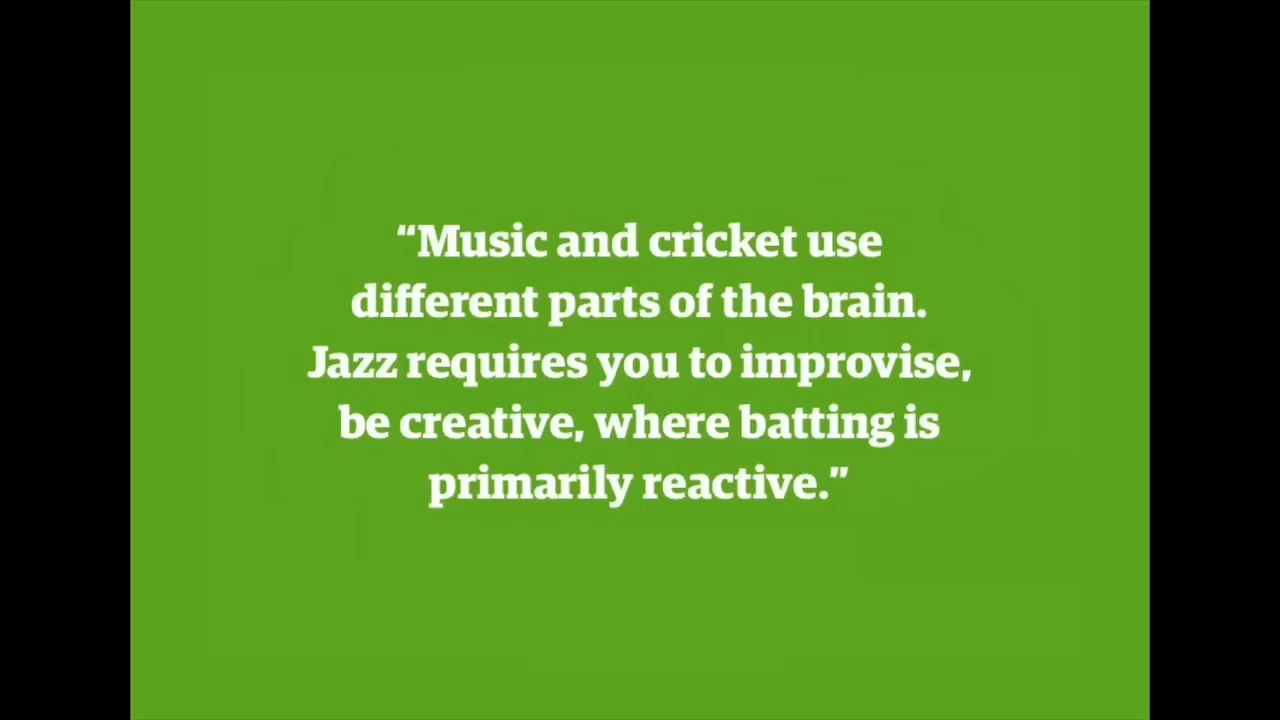 “Music and cricket use
different parts of the brain.
Jazz requires you to improvise,
be creative, where batting is
primarily reactive.”